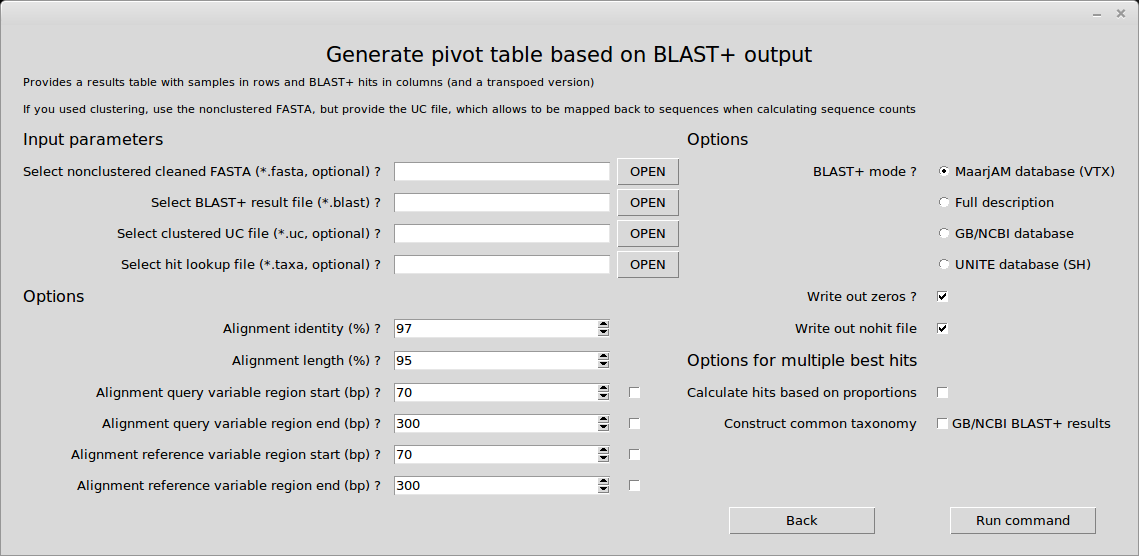 Generate pivot table based on BLAST+ output
Provides a results table with samples in rows and BLAST+ hits in columns (and a transpoed version)
If you used clustering, use the nonclustered FASTA, but provide the UC file, which allows to be mapped back to sequences when calculating sequence counts
Input parameters
Select nonclustered cleaned FASTA (*.fasta, optional) ? OPEN
Select BLAST+ result file (*.blast) ? OPEN
Select clustered UC file (*.uc, optional) ? OPEN
Select hit lookup file (*.taxa, optional) ? OPEN
Options
Alignment identity (%) ? 97
Alignment length (%) ? 95
Alignment query variable region start (bp) ? 70
Alignment query variable region end (bp) ? 300
Alignment reference variable region start (bp) ? 70
Alignment reference variable region end (bp) ? 300
Options
BLAST+ mode ? MaarjAM database (VTX)
Full description
GB/NCBI database
UNITE database (SH)
Write out zeros ?
Write out nohit file
Options for multiple best hits
Calculate hits based on proportions
Construct common taxonomy GB/NCBI BLAST+ results
Back Run command